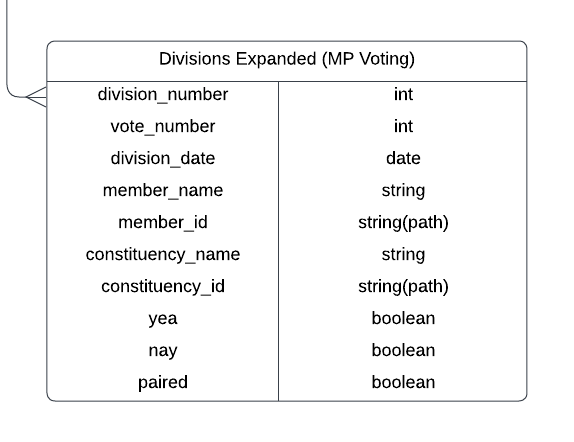 Divisions Expanded (MP Voting)
division_number int
vote_number int
division_date date
member_name string
member_id string(path)
constituency_name string
constituency_id string(path)
yea boolean
nay boolean
paired boolean